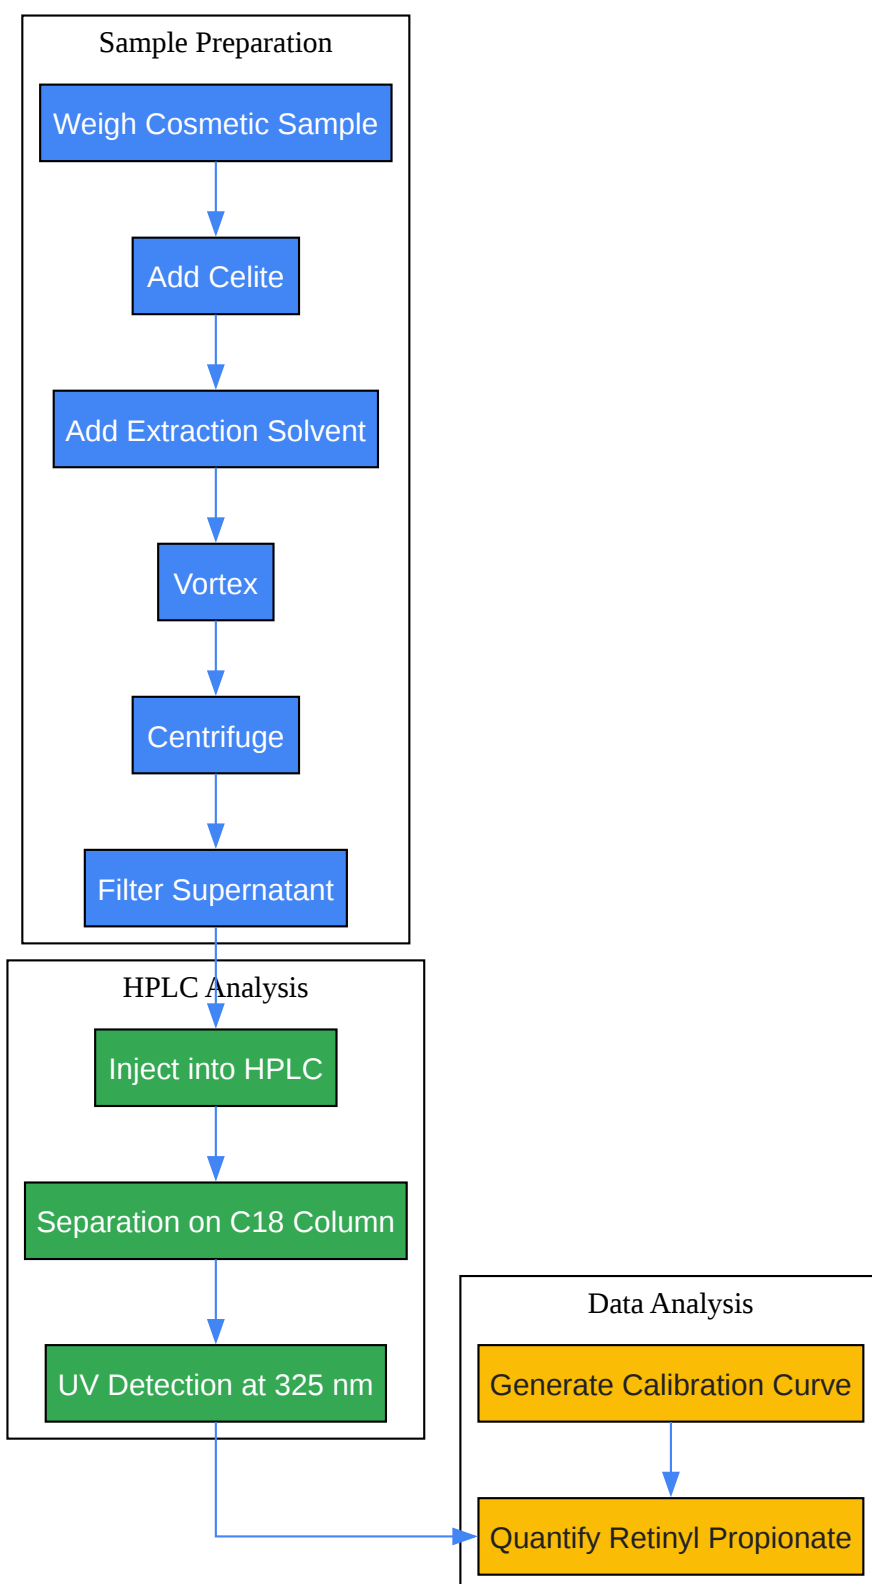 Sample Preparation
Weigh Cosmetic Sample
Add Celite
Add Extraction Solvent
Vortex
Centrifuge
Filter Supernatant
HPLC Analysis
Inject into HPLC
Separation on C18 Column
UV Detection at 325 nm
Data Analysis
Generate Calibration Curve
Quantify Retinyl Propionate